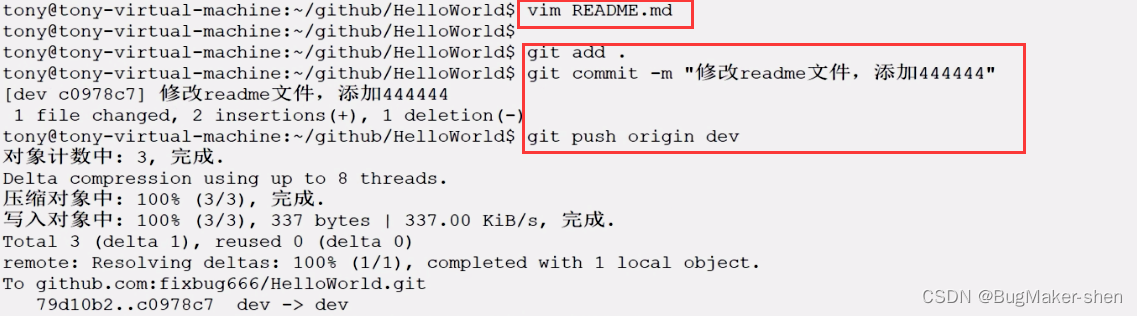 tony@tony-virtual-machine:~/github/HelloWorld$ vim README.md
tony@tony-virtual-machine:~/github/HelloWorld$
tony@tony-virtual-machine:~/github/HelloWorld$ git add .
tony@tony-virtual-machine:~/github/HelloWorld$ git commit -m "修改readme文件，添加444444"
[dev c0978c7] 修改readme文件，添加444444
 1 file changed, 2 insertions(+), 1 deletion(-)
tony@tony-virtual-machine:~/github/HelloWorld$ git push origin dev
对象计数中: 3, 完成.
Delta compression using up to 8 threads.
压缩对象中: 100% (3/3), 完成.
写入对象中: 100% (3/3), 337 bytes | 337.00 KiB/s, 完成.
Total 3 (delta 1), reused 0 (delta 0)
remote: Resolving deltas: 100% (1/1), completed with 1 local object.
To github.com:fixbug666/HelloWorld.git
   79d10b2..c0978c7  dev -> dev
CSDN @BugMaker-shen